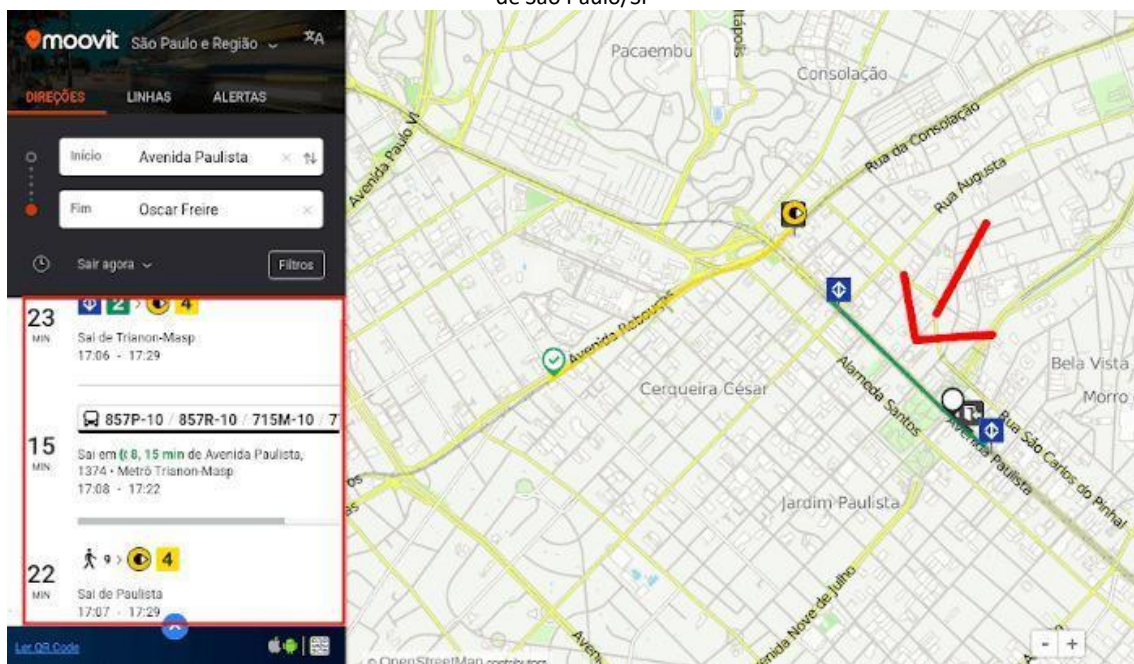 de São Paulo/SP
moovit São Paulo e Região
DIREÇÕES LINHAS ALERTAS
Início Avenida Paulista
Fim Oscar Freire
Sair agora Filtros
2 > 4
23
MIN
Sai de Trianon-Masp
17:06 - 17:29
857P-10 / 857R-10 / 715M-10 / 7
15
MIN
Sai em 8, 15 min de Avenida Paulista,
1374 • Metrô Trianon-Masp
17:08 - 17:22
9 > 4
22
MIN
Sai de Paulista
17:07 - 17:29
Ler QR Code
Pacaembu
Itápolis
Consolação
Avenida Paulo VI
Rua da Consolação
Rua Augusta
Avenida Rebouças
Cerqueira César
Alameda Santos
Bela Vista
Morro
Avenida Paulista
Rua São Carlos do Pinhal
Jardim Paulista
Avenida Nove de Julho
Ave
© OpenStreetMap contributors
- +